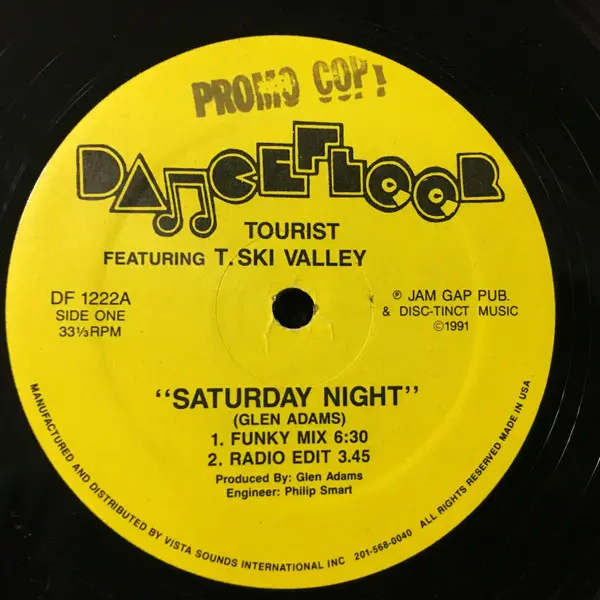 PROMO COPY
DANCEFLOOR
TOURIST
FEATURING T. SKI VALLEY
DF 1222A
SIDE ONE
33⅓ RPM
℗ JAM GAP PUB.
& DISC-TINCT MUSIC
©1991
"SATURDAY NIGHT"
(GLEN ADAMS)
1. FUNKY MIX 6:30
2. RADIO EDIT 3.45
Produced By: Glen Adams
Engineer: Philip Smart
MANUFACTURED AND DISTRIBUTED BY VISTA SOUNDS INTERNATIONAL INC 201-568-0040 ALL RIGHTS RESERVED MADE IN USA